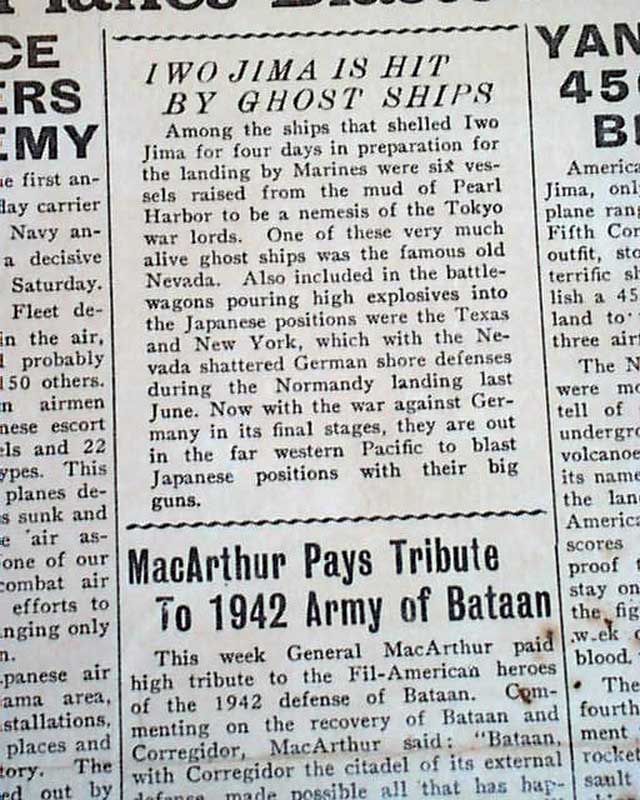 CE
ERS
EMY
ue first an-
day carrier
Navy an-
a decisive
Saturday.
Fleet de-
in the air,
probably
150 others.
n airmen
nese escort
els and 22
ypes. This
planes de-
s sunk and
e air as-
one of our
combat air
efforts to
nging only
n.
panese air
ama area,
stallations,
places and
tory. The
ed out by
IWO JIMA IS HIT
BY GHOST SHIPS
Among the ships that shelled Iwo
Jima for four days in preparation for
the landing by Marines were six ves-
sels raised from the mud of Pearl
Harbor to be a nemesis of the Tokyo
war lords. One of these very much
alive ghost ships was the famous old
Nevada. Also included in the battle-
wagons pouring high explosives into
the Japanese positions were the Texas
and New York, which with the Ne-
vada shattered German shore defenses
during the Normandy landing last
June. Now with the war against Ger-
many in its final stages, they are out
in the far western Pacific to blast
Japanese positions with their big
guns.
MacArthur Pays Tribute
To 1942 Army of Bataan
This week General MacArthur paid
high tribute to the Fil-American heroes
of the 1942 defense of Bataan. Com-
menting on the recovery of Bataan and
Corregidor, MacArthur said: "Bataan,
with Corregidor the citadel of its external
defense, made possible all that has hap-
YAN
45
B
America
Jima, onl
plane ran
Fifth Cor
outfit, sto
terrific sh
lish a 45
land to
three air
The N
were mo
tell of
undergro
volcanoe
its name
the lan
America
scores
proof t
stay on
the fig
w.ek
blood.
The
fourth
ment
rocket
sault